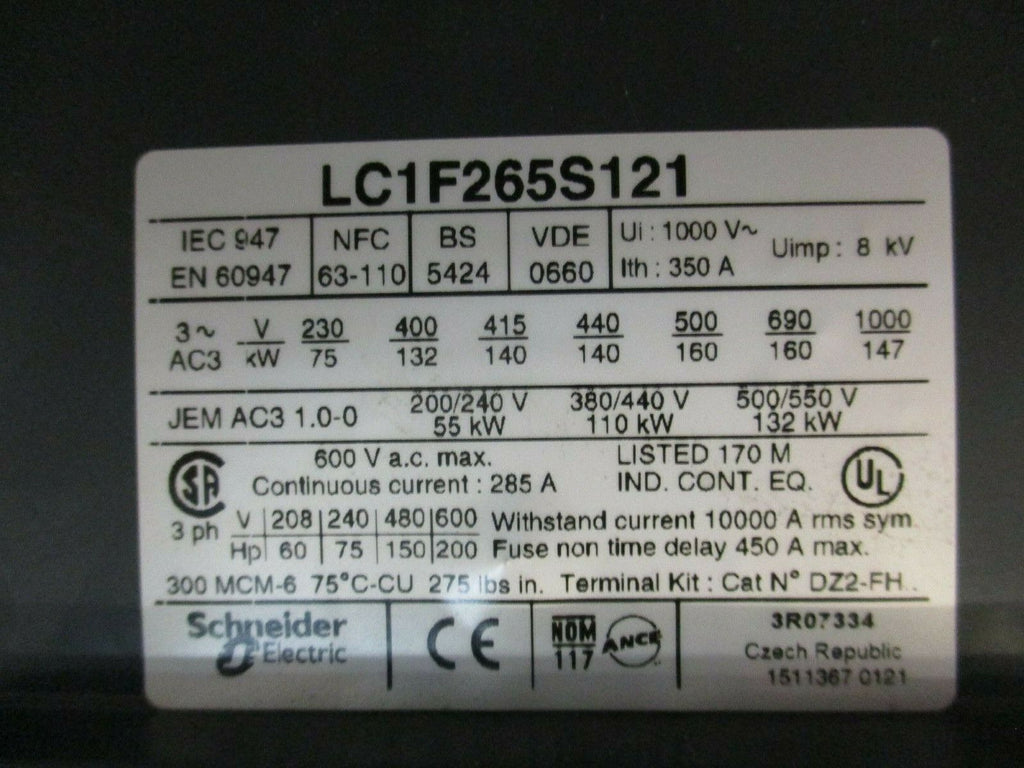 LC1F265S121
IEC 947
EN 60947
NFC
63-110
BS
5424
VDE
0660
Ui : 1000 V~
Ith : 350 A
Uimp : 8 kV
3 ~ V 230 400 415 440 500 690 1000
AC3 kW 75 132 140 140 160 160 147
JEM AC3 1.0-0
200/240 V 380/440 V 500/550 V
55 kW 110 kW 132 kW
SA
600 V a.c. max.
Continuous current : 285 A
LISTED 170 M
IND. CONT. EQ.
UL
3 ph
V 208 240 480 600
Hp 60 75 150 200
Withstand current 10000 A rms sym
Fuse non time delay 450 A max.
300 MCM-6 75°C-CU 275 lbs in. Terminal Kit : Cat N° DZ2-FH..
Schneider
Electric
CE
NOM
117
ANCE
3R07334
Czech Republic
1511367 0121